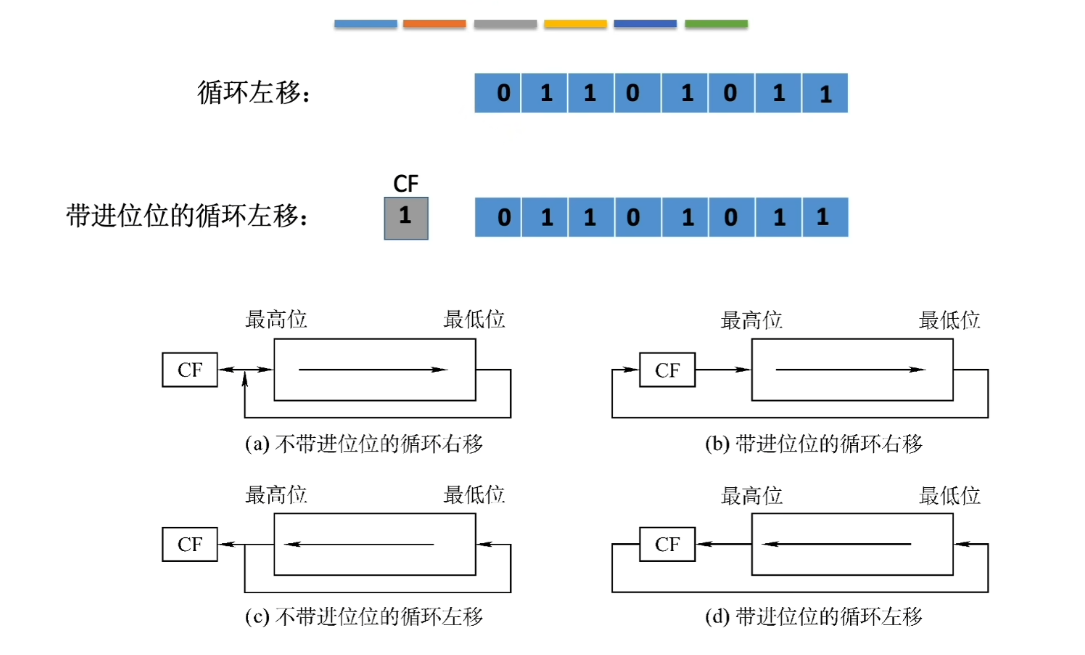 循环左移： 0 1 1 0 1 0 1 1
CF
带进位位的循环左移： 1 0 1 1 0 1 0 1 1
最高位 最低位 最高位 最低位
CF CF
(a) 不带进位位的循环右移 (b) 带进位位的循环右移
最高位 最低位 最高位 最低位
CF CF
(c) 不带进位位的循环左移 (d) 带进位位的循环左移